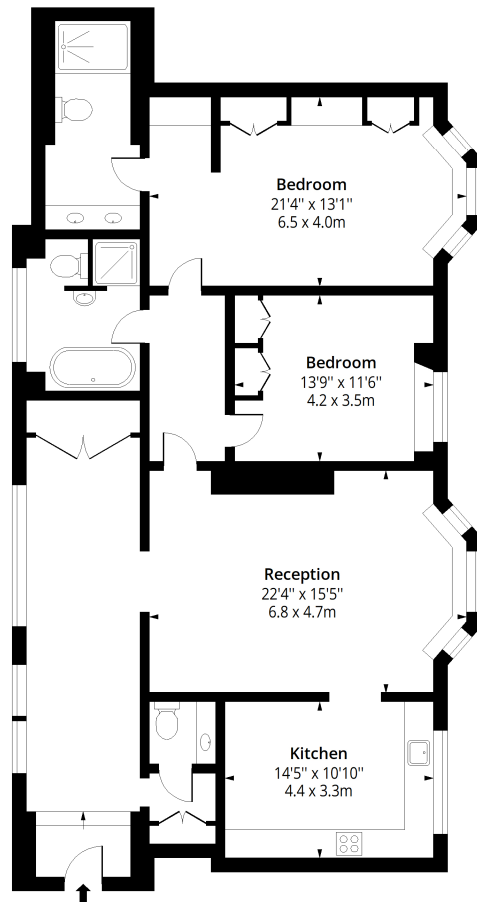 Bedroom
21'4" x 13'1"
6.5 x 4.0m
Bedroom
13'9" x 11'6"
4.2 x 3.5m
Reception
22'4" x 15'5"
6.8 x 4.7m
Kitchen
14'5" x 10'10"
4.4 x 3.3m